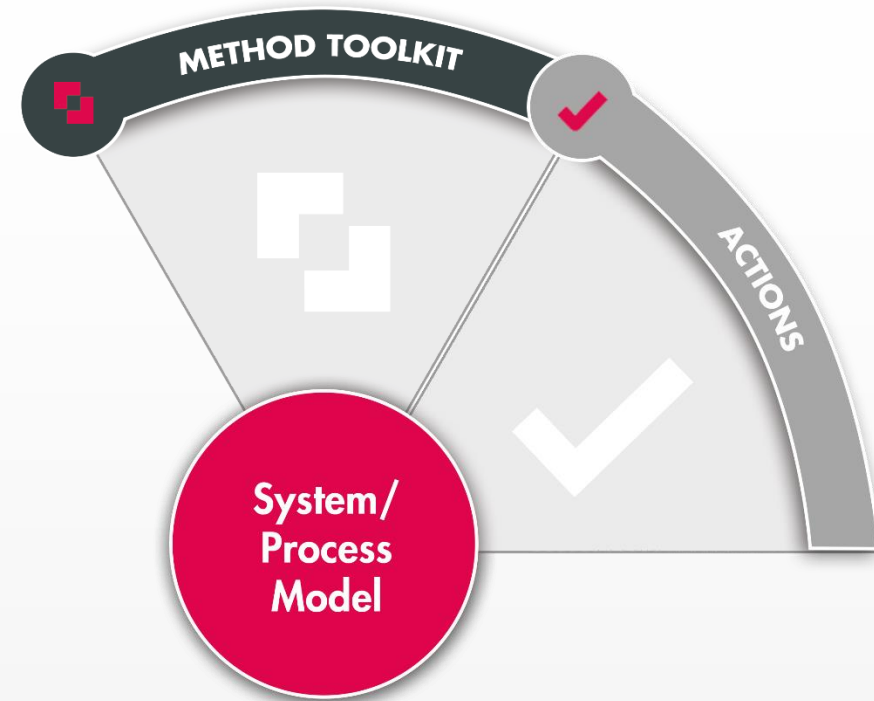 METHOD TOOLKIT
ACTIONS
System/
Process
Model